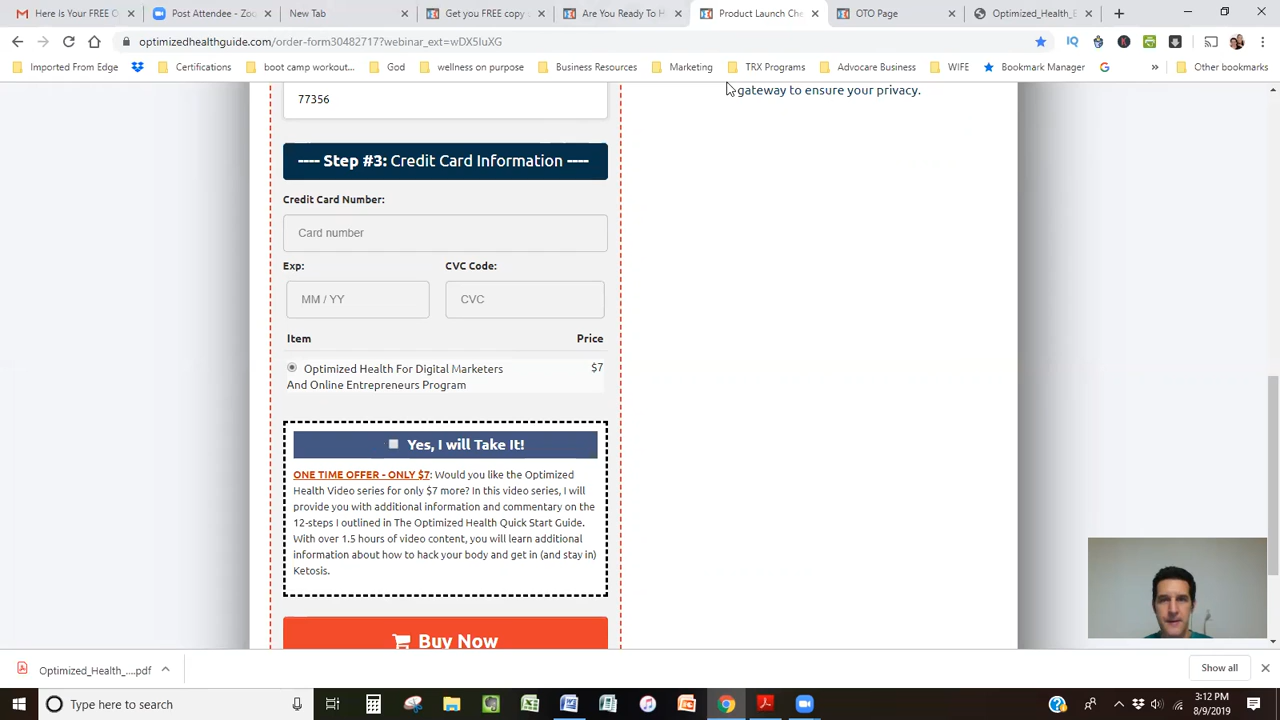 Here Is Your FREE O
Post Attendee - Zoo
New Tab
Get you FREE copy
Are You Ready To H
Product Launch Che
OTO Page
Optimized_Health_E
optimizedhealthguide.com/order-form30482717?webinar_ext=wDX5IuXG
Imported From Edge
Certifications
boot camp workout...
God
wellness on purpose
Business Resources
Marketing
TRX Programs
Advocare Business
WIFE
Bookmark Manager
»
Other bookmarks
77356
gateway to ensure your privacy.
---- Step #3: Credit Card Information ----
Credit Card Number:
Card number
Exp: CVC Code:
MM / YY CVC
Item Price
Optimized Health For Digital Marketers $7
And Online Entrepreneurs Program
Yes, I will Take It!
ONE TIME OFFER - ONLY $7: Would you like the Optimized
Health Video series for only $7 more? In this video series, I will
provide you with additional information and commentary on the
12-steps I outlined in The Optimized Health Quick Start Guide.
With over 1.5 hours of video content, you will learn additional
information about how to hack your body and get in (and stay in)
Ketosis.
Buy Now
Optimized_Health_....pdf
Show all
Type here to search
3:12 PM
8/9/2019